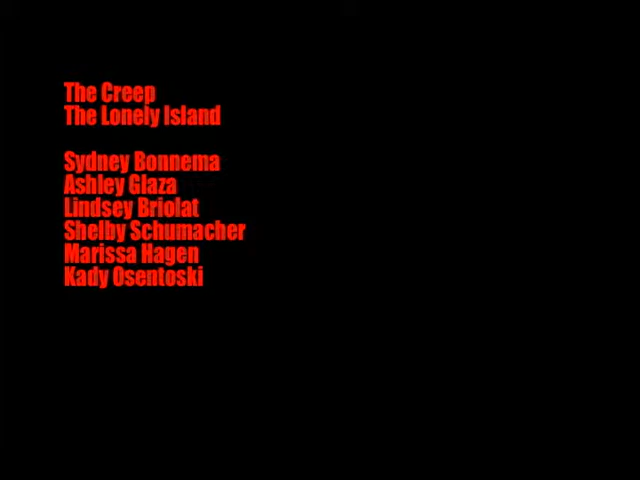 The Creep
The Lonely Island
Sydney Bonnema
Ashley Glaza
Lindsey Briolat
Shelby Schumacher
Marissa Hagen
Kady Osentoski